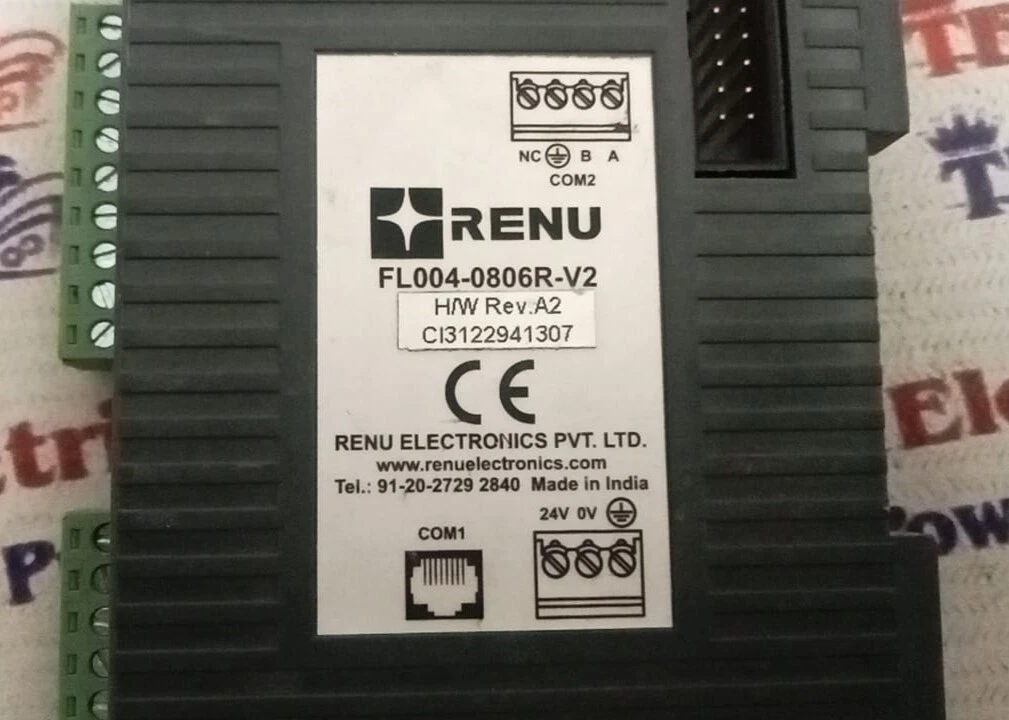 NC B A
COM2
RENU
FL004-0806R-V2
H/W Rev.A2
CI3122941307
CE
RENU ELECTRONICS PVT. LTD.
www.renuelectronics.com
Tel.: 91-20-2729 2840 Made in India
24V 0V
COM1